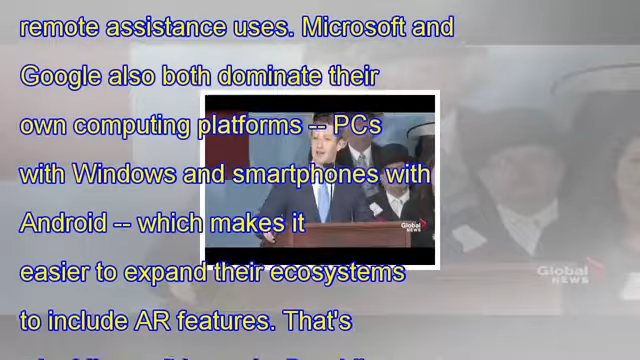 remote assistance uses. Microsoft and
Google also both dominate their
own computing platforms -- PCs
with Windows and smartphones with
Android -- which makes it
easier to expand their ecosystems
to include AR features. That's
Global
NEWS
Global
NEWS